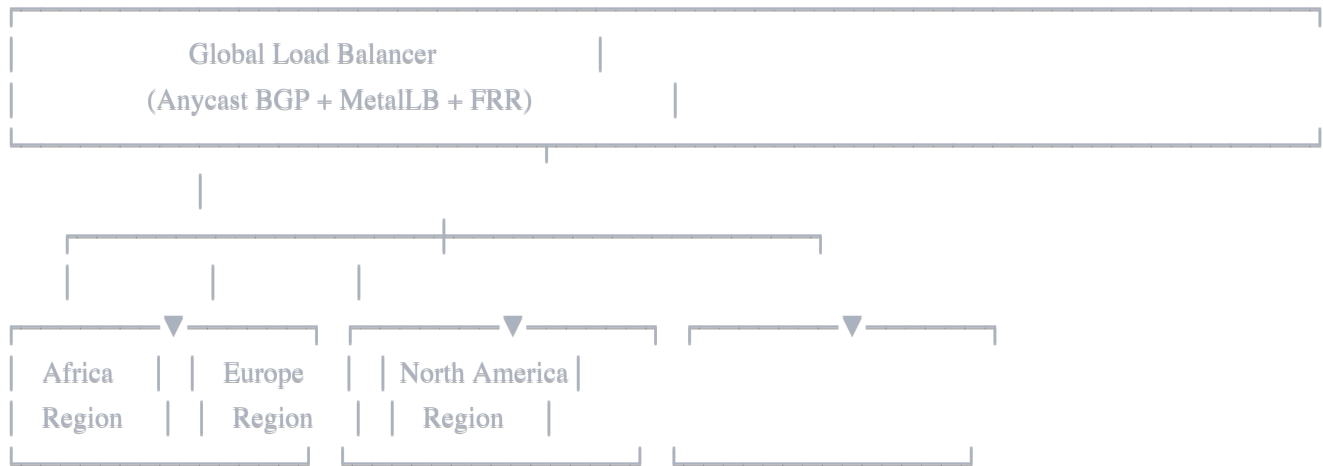 Global Load Balancer
(Anycast BGP + MetalLB + FRR)
Africa Europe North America
Region Region Region